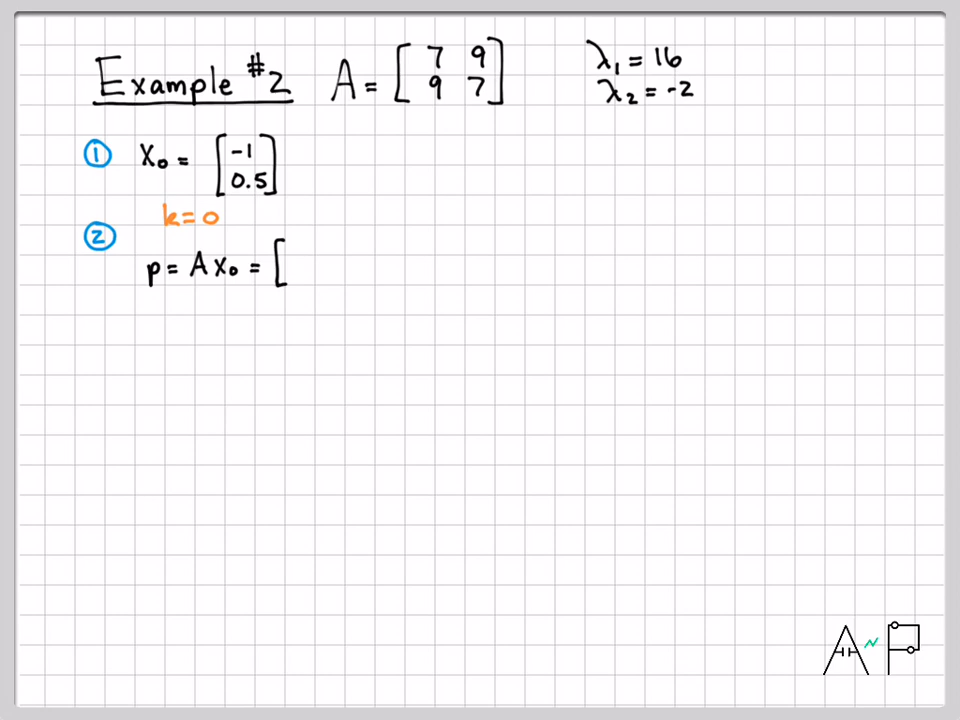 Example #2 A = [7 9; 9 7] λ₁ = 16
λ₂ = -2
① x₀ = [-1; 0.5]
k = 0
②
p = A x₀ = [
A P